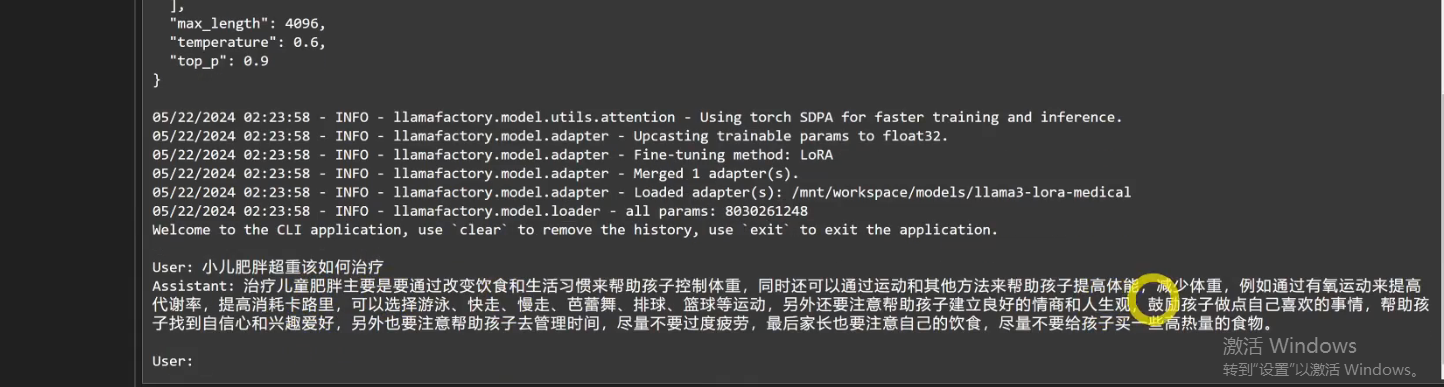 ],
"max_length": 4096,
"temperature": 0.6,
"top_p": 0.9
}
05/22/2024 02:23:58 - INFO - llamafactory.model.utils.attention - Using torch SDPA for faster training and inference.
05/22/2024 02:23:58 - INFO - llamafactory.model.adapter - Upcasting trainable params to float32.
05/22/2024 02:23:58 - INFO - llamafactory.model.adapter - Fine-tuning method: LoRA
05/22/2024 02:23:58 - INFO - llamafactory.model.adapter - Merged 1 adapter(s).
05/22/2024 02:23:58 - INFO - llamafactory.model.adapter - Loaded adapter(s): /mnt/workspace/models/llama3-lora-medical
05/22/2024 02:23:58 - INFO - llamafactory.model.loader - all params: 8030261248
Welcome to the CLI application, use `clear` to remove the history, use `exit` to exit the application.
User: 小儿肥胖超重该如何治疗
Assistant: 治疗儿童肥胖主要是要通过改变饮食和生活习惯来帮助孩子控制体重，同时还可以通过运动和其他方法来帮助孩子提高体能，减少体重，例如通过有氧运动来提高
代谢率，提高消耗卡路里，可以选择游泳、快走、慢走、芭蕾舞、排球、篮球等运动，另外还要注意帮助孩子建立良好的情商和人生观，鼓励孩子做点自己喜欢的事情，帮助孩
子找到自信心和兴趣爱好，另外也要注意帮助孩子去管理时间，尽量不要过度疲劳，最后家长也要注意自己的饮食，尽量不要给孩子买一些高热量的食物。
User:
激活 Windows
转到"设置"以激活 Windows。